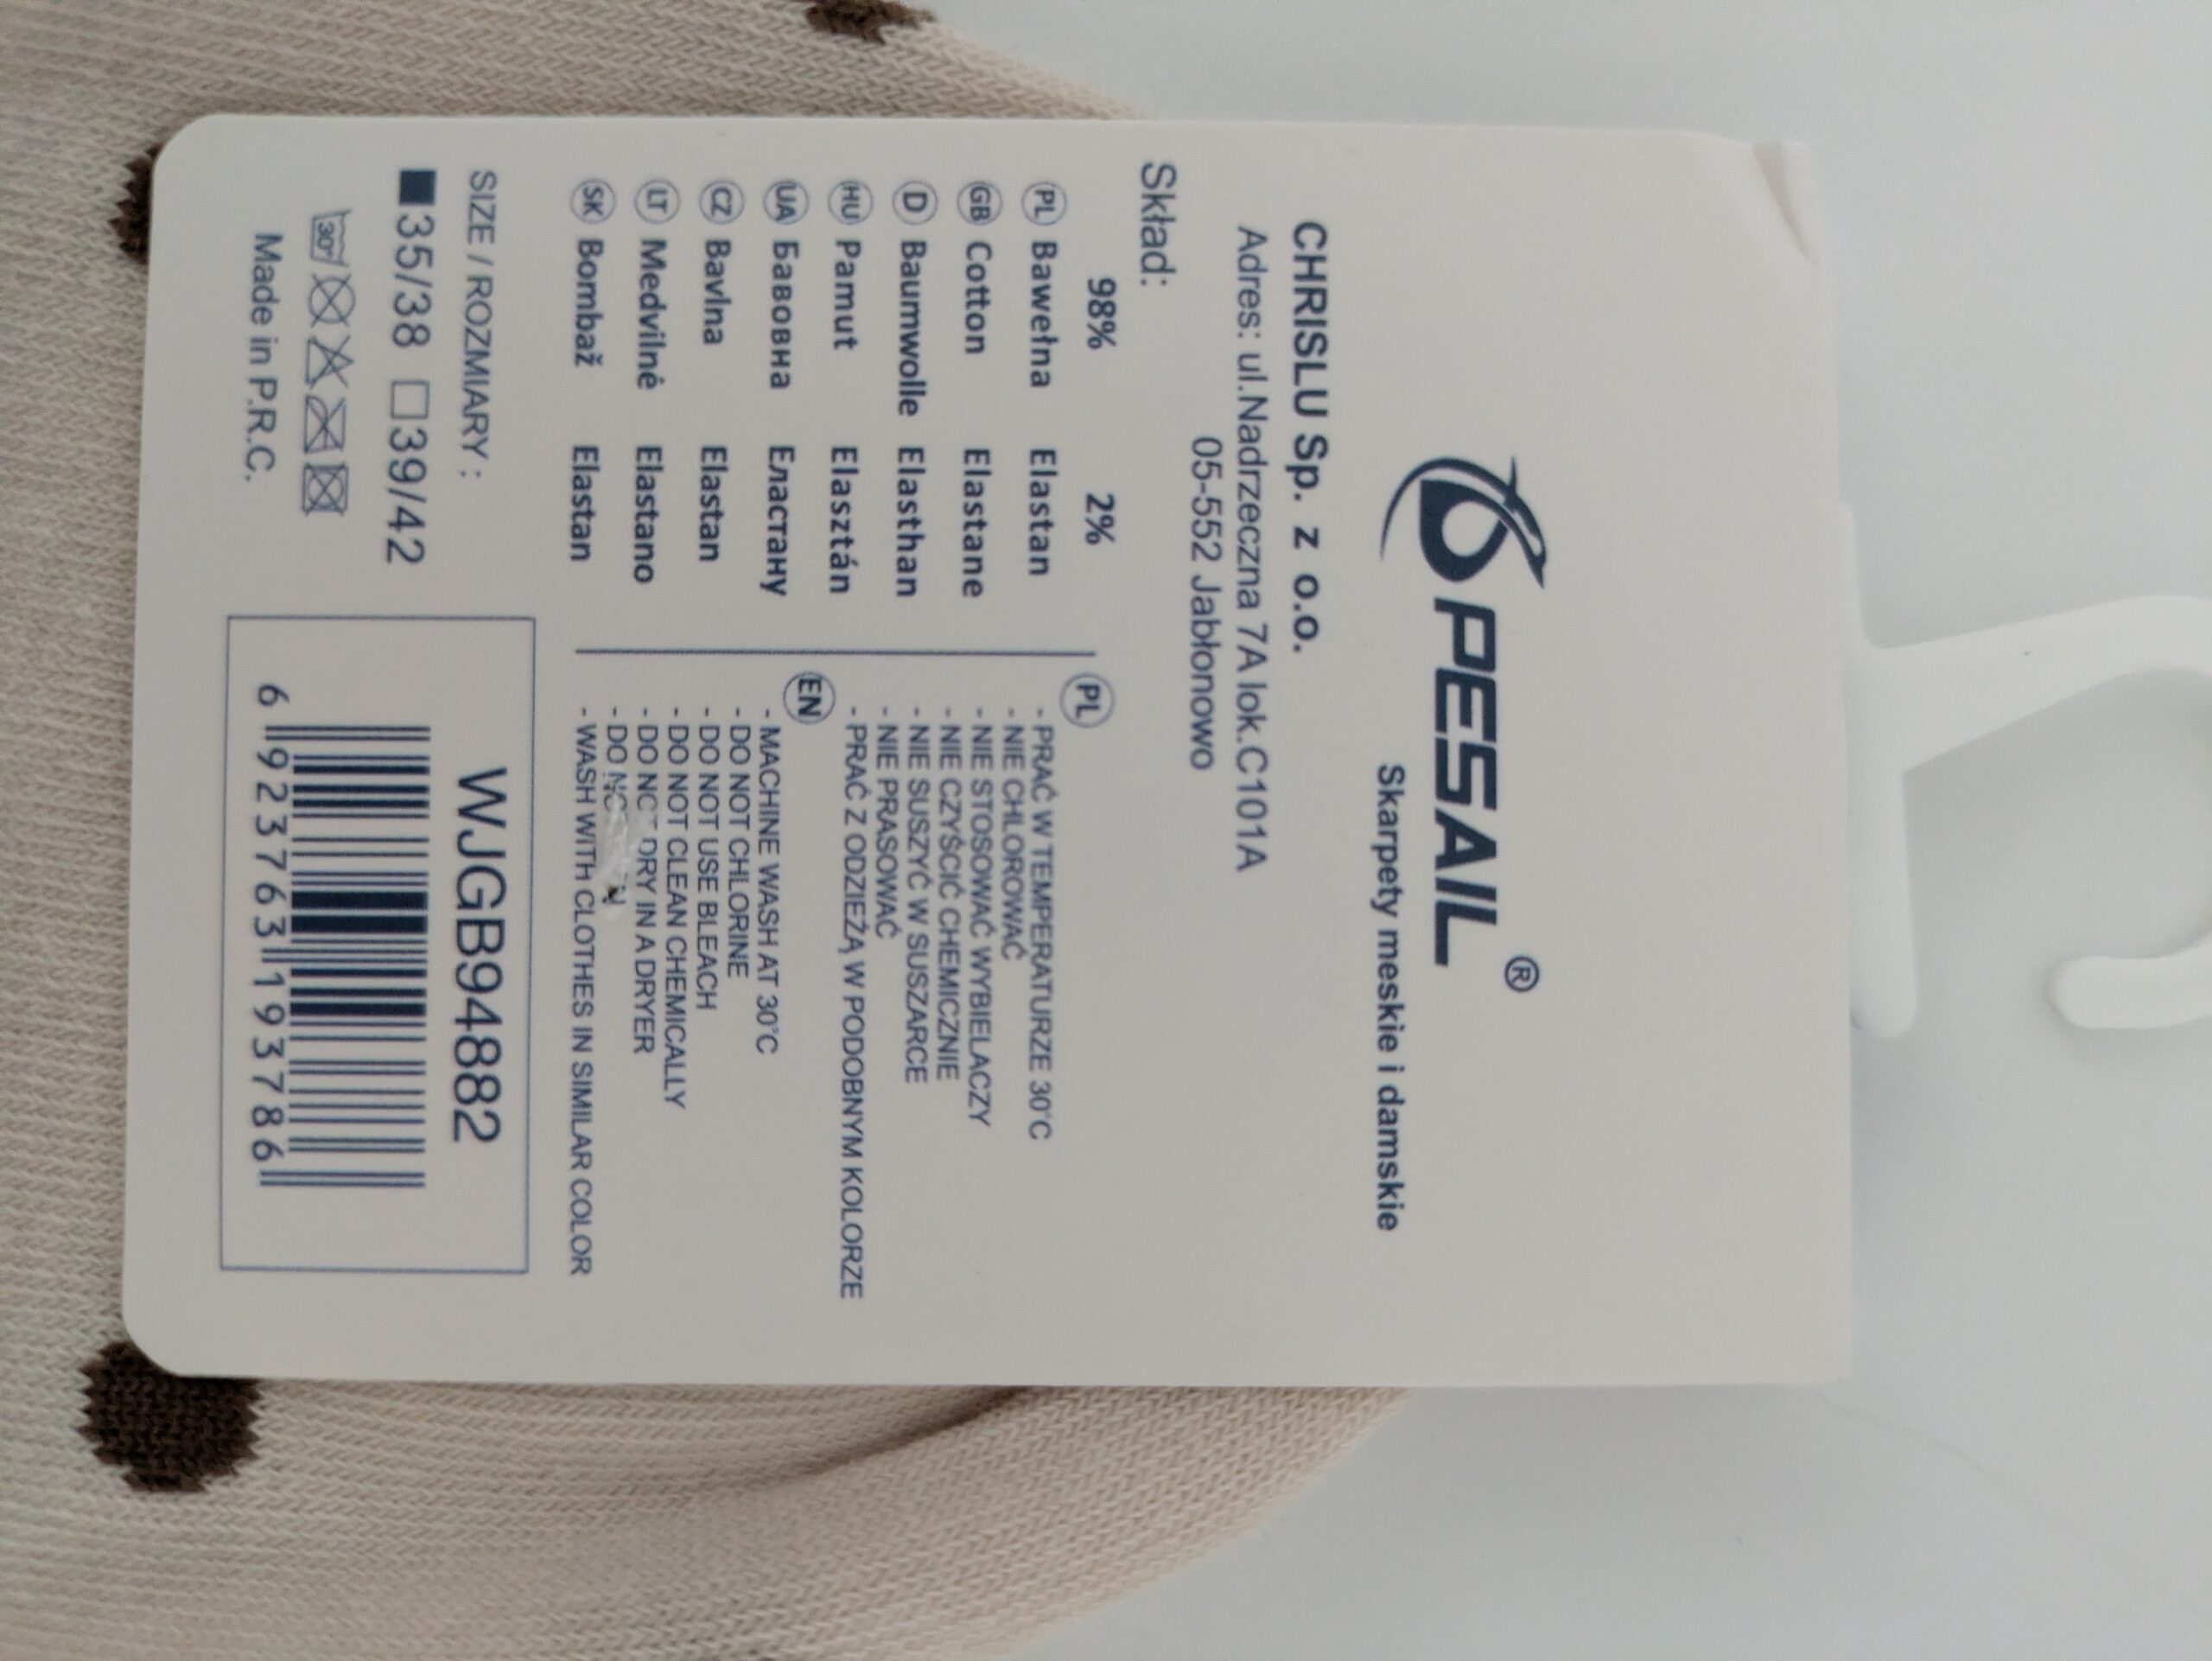 PESAIL ®
Skarpety meskie i damskie
CHRISLU Sp. z o.o.
Adres: ul.Nadrzeczna 7A lok.C101A
05-552 Jabłonowo
Skład:
98% 2%
PL Bawełna Elastan
GB Cotton Elastane
D Baumwolle Elasthan
HU Pamut Elasztán
UA Бавовна Еластану
CZ Bavlna Elastan
LT Medvilnė Elastano
SK Bombaž Elastan
PL
- PRAĆ W TEMPERATURZE 30°C
- NIE CHLOROWAĆ
- NIE STOSOWAĆ WYBIELACZY
- NIE CZYŚCIĆ CHEMICZNIE
- NIE SUSZYĆ W SUSZARCE
- NIE PRASOWAĆ
- PRAĆ Z ODZIEŻĄ W PODOBNYM KOLORZE
EN
- MACHINE WASH AT 30°C
- DO NOT CHLORINE
- DO NOT USE BLEACH
- DO NOT CLEAN CHEMICALLY
- DO NOT DRY IN A DRYER
- DO NOT
- WASH WITH CLOTHES IN SIMILAR COLOR
SIZE / ROZMIARY :
■35/38 □39/42
30°
Made in P.R.C.
WJGB94882
6 923763 193786